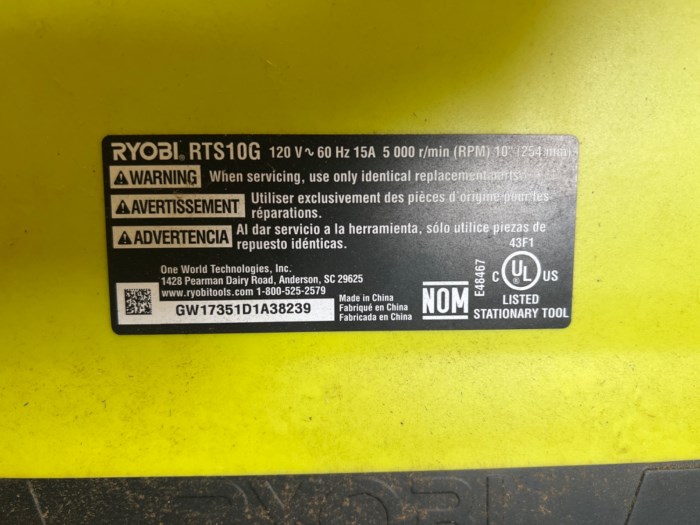 RYOBI® RTS10G 120 V~ 60 Hz 15A 5 000 r/min (RPM) 10" (254 mm)
WARNING When servicing, use only identical replacement parts.
AVERTISSEMENT Utiliser exclusivement des pièces d'origine pour les réparations.
ADVERTENCIA Al dar servicio a la herramienta, sólo utilice piezas de repuesto idénticas.
One World Technologies, Inc.
1428 Pearman Dairy Road, Anderson, SC 29625
www.ryobitools.com 1-800-525-2579
GW17351D1A38239
Made in China
Fabriqué en China
Fabricada en China
NOM
E48467
43F1
C UL US
LISTED
STATIONARY TOOL
RYOBI